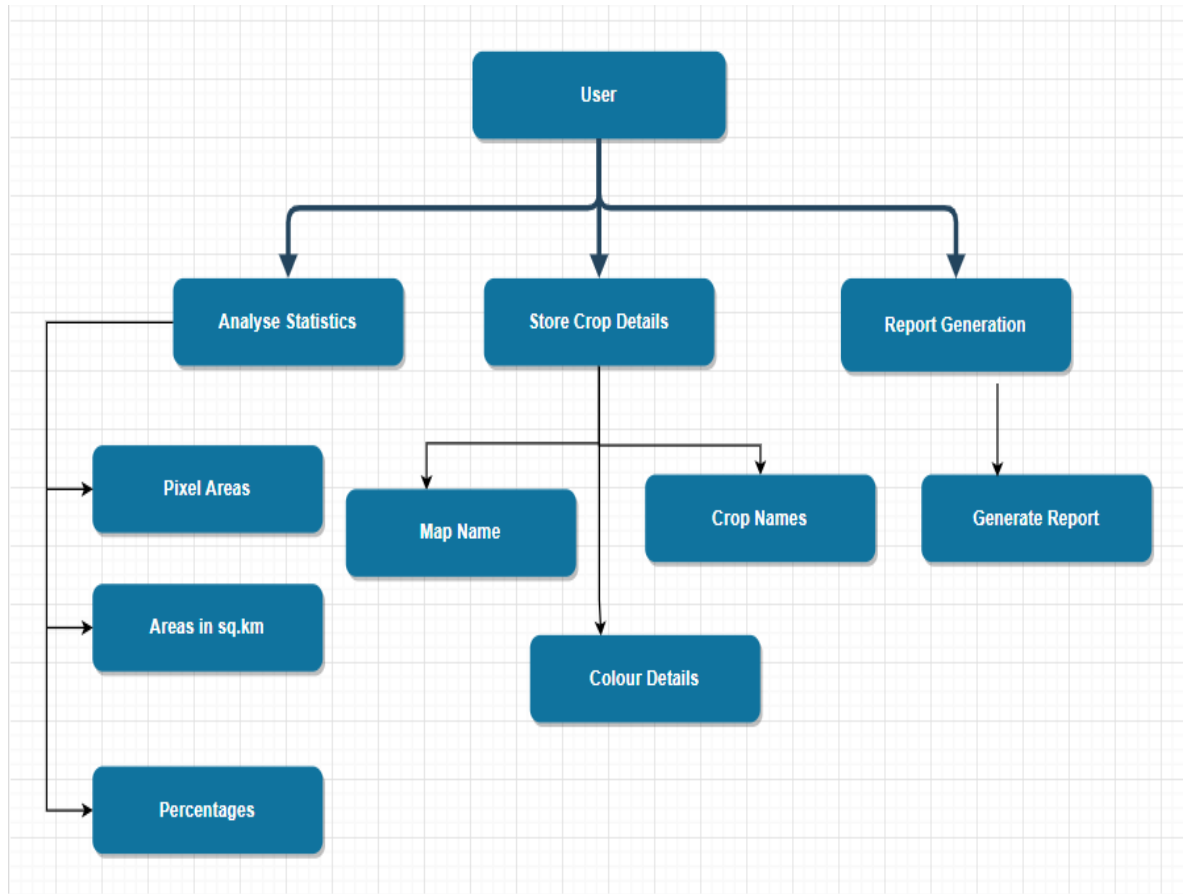 User
Analyse Statistics
Store Crop Details
Report Generation
Pixel Areas
Map Name
Crop Names
Generate Report
Areas in sq.km
Colour Details
Percentages